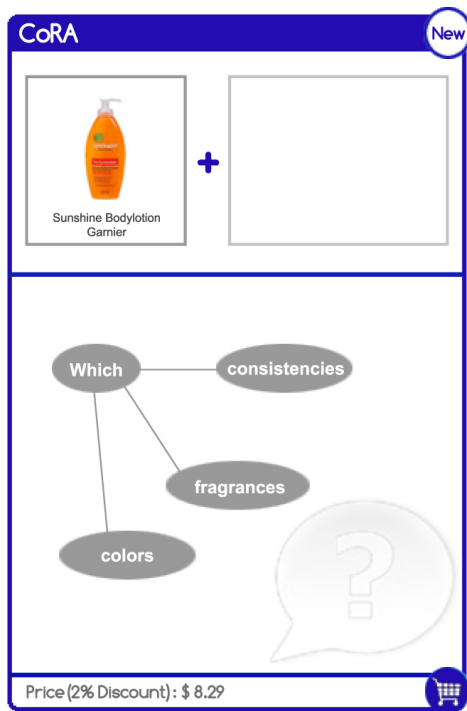 CoRA
New
Sunshine Bodylotion
Garnier
Which
consistencies
fragrances
colors
?
Price (2% Discount) : $ 8.29